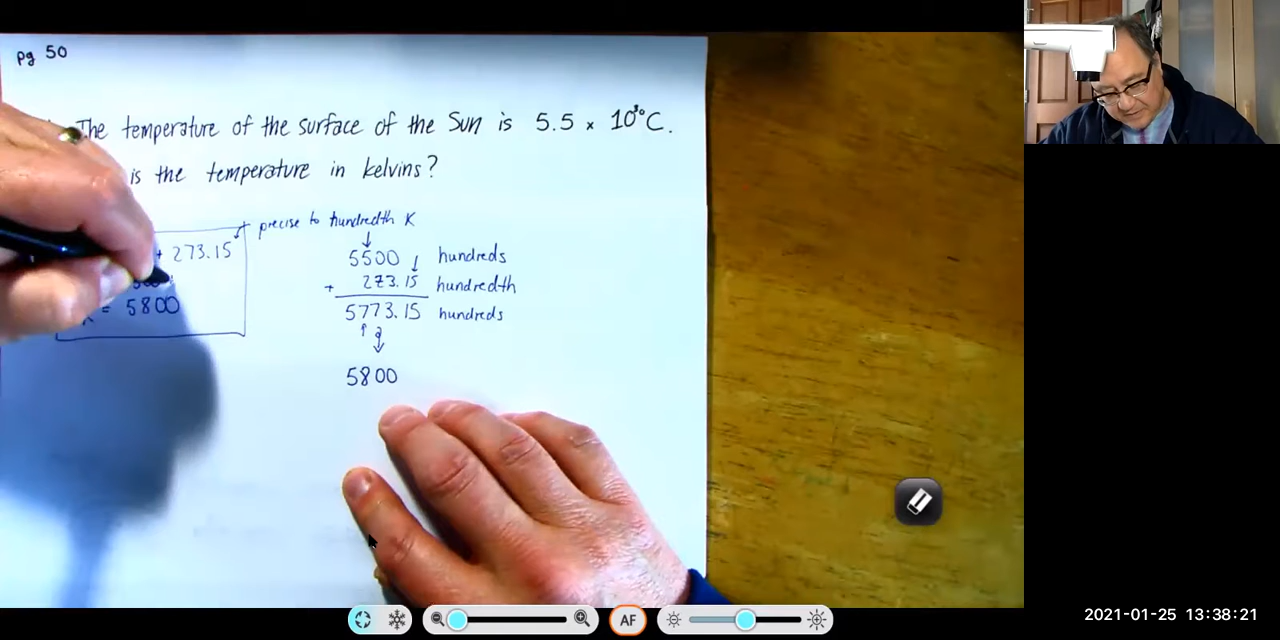 pg 50
The temperature of the surface of the Sun is 5.5 × 10³°C.
is the temperature in kelvins?
precise to hundredth K
+ 273.15
= 5800
5500 hundreds
+ 273.15 hundredth
5773.15 hundreds
5800
AF
2021-01-25 13:38:21